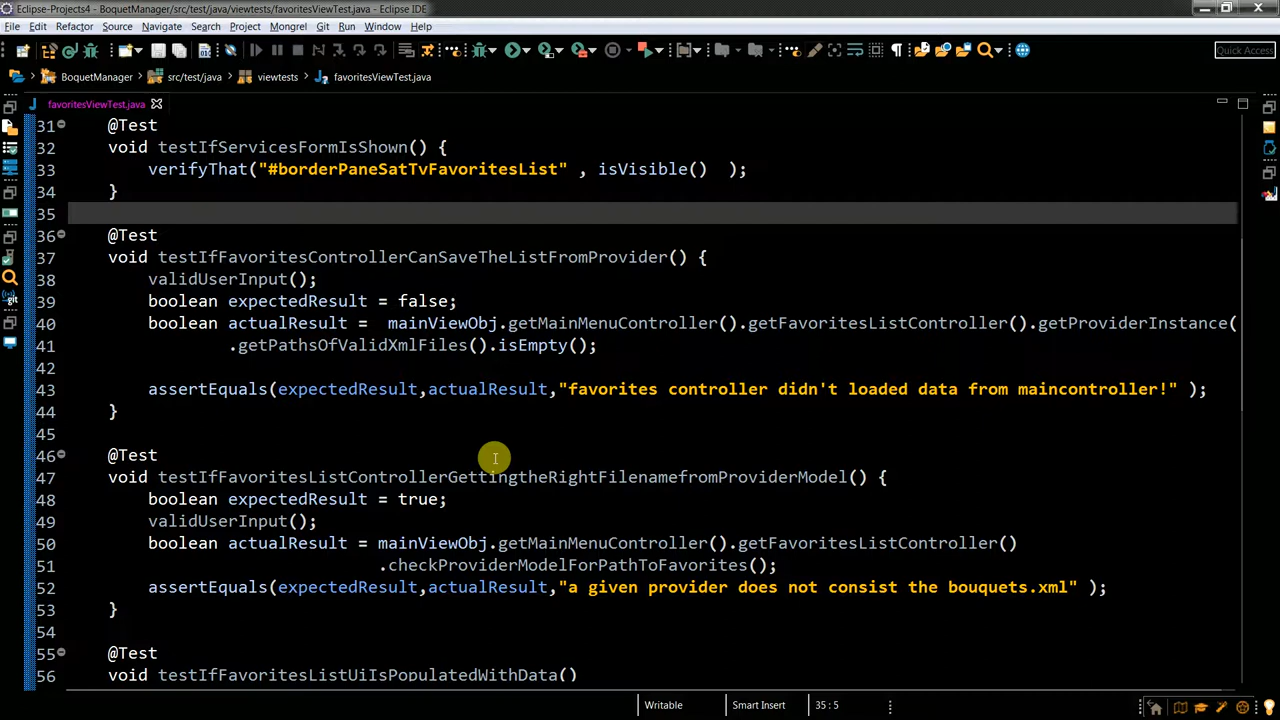 Eclipse-Projects4 - BoquetManager/src/test/java/viewtests/favoritesViewTest.java - Eclipse IDE
File Edit Refactor Source Navigate Search Project Mongrel Git Run Window Help
Quick Access
BoquetManager src/test/java viewtests favoritesViewTest.java
favoritesViewTest.java
31 @Test
32 void testIfServicesFormIsShown() {
33 verifyThat("#borderPaneSatTvFavoritesList" , isVisible()  );
34 }
35
36 @Test
37 void testIfFavoritesControllerCanSaveTheListFromProvider() {
38 validUserInput();
39 boolean expectedResult = false;
40 boolean actualResult =  mainViewObj.getMainMenuController().getFavoritesListController().getProviderInstance(
41 .getPathsOfValidXmlFiles().isEmpty();
42
43 assertEquals(expectedResult,actualResult,"favorites controller didn't loaded data from maincontroller!" );
44 }
45
46 @Test
47 void testIfFavoritesListControllerGettingtheRightFilenamefromProviderModel() {
48 boolean expectedResult = true;
49 validUserInput();
50 boolean actualResult = mainViewObj.getMainMenuController().getFavoritesListController()
51 .checkProviderModelForPathToFavorites();
52 assertEquals(expectedResult,actualResult,"a given provider does not consist the bouquets.xml" );
53 }
54
55 @Test
56 void testIfFavoritesListUiIsPopulatedWithData()
Writable Smart Insert 35 : 5